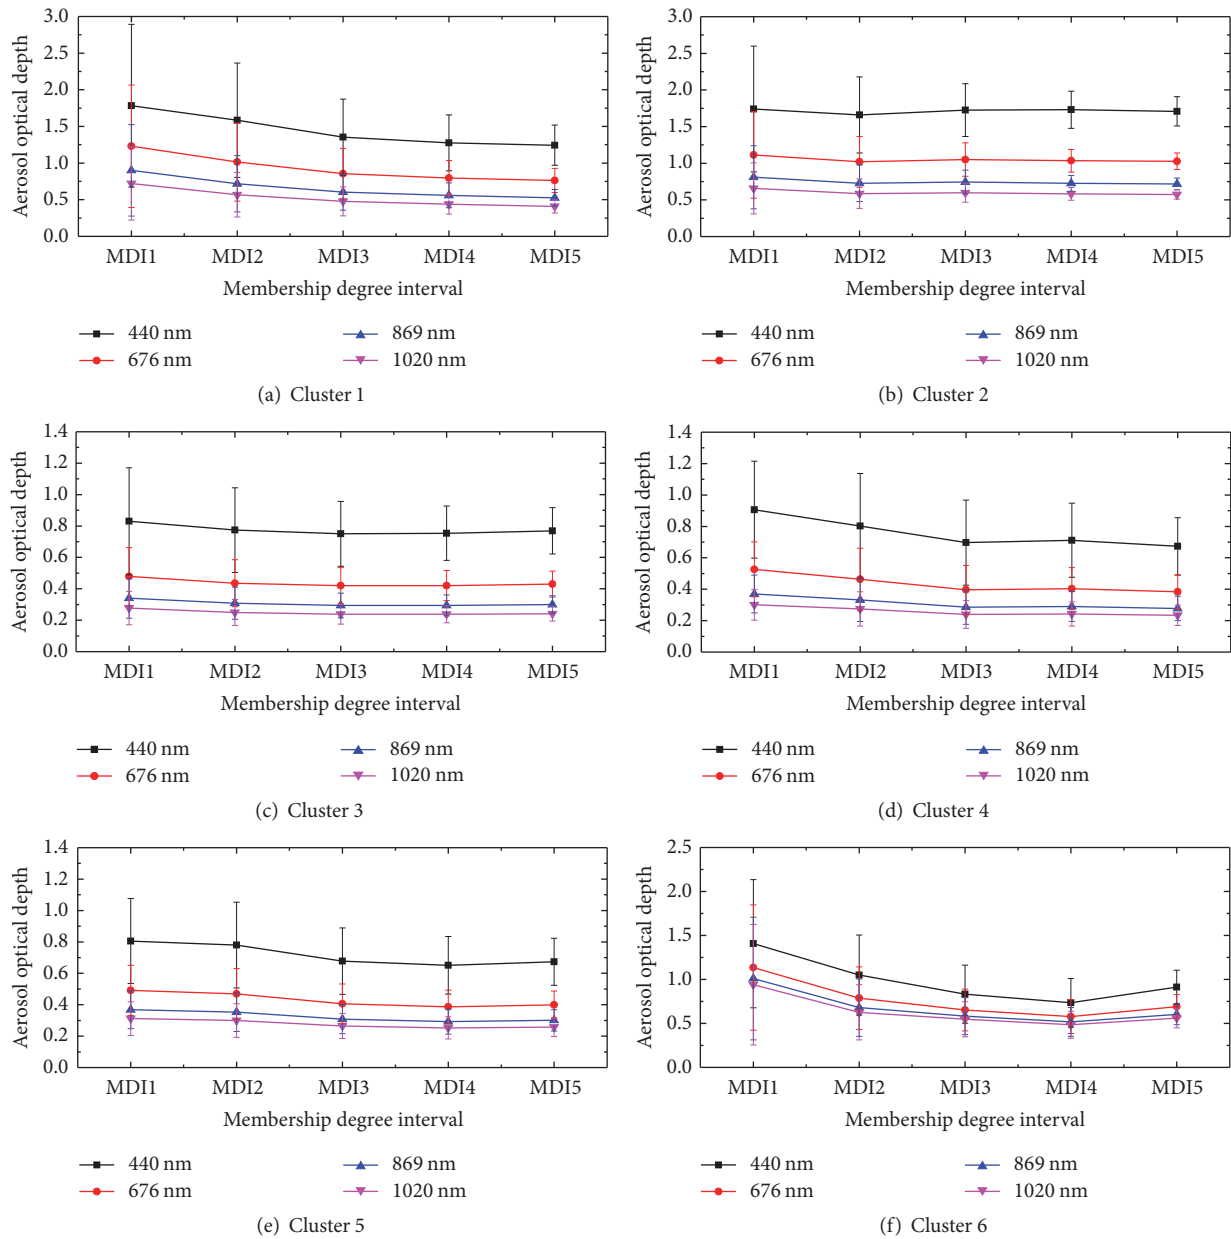 3.0
2.5
2.0
1.5
1.0
0.5
0.0
Aerosol optical depth
MDI1 MDI2 MDI3 MDI4 MDI5
Membership degree interval
440 nm 869 nm
676 nm 1020 nm
(a) Cluster 1
3.0
2.5
2.0
1.5
1.0
0.5
0.0
Aerosol optical depth
MDI1 MDI2 MDI3 MDI4 MDI5
Membership degree interval
440 nm 869 nm
676 nm 1020 nm
(b) Cluster 2
1.4
1.2
1.0
0.8
0.6
0.4
0.2
0.0
Aerosol optical depth
MDI1 MDI2 MDI3 MDI4 MDI5
Membership degree interval
440 nm 869 nm
676 nm 1020 nm
(c) Cluster 3
1.4
1.2
1.0
0.8
0.6
0.4
0.2
0.0
Aerosol optical depth
MDI1 MDI2 MDI3 MDI4 MDI5
Membership degree interval
440 nm 869 nm
676 nm 1020 nm
(d) Cluster 4
1.4
1.2
1.0
0.8
0.6
0.4
0.2
0.0
Aerosol optical depth
MDI1 MDI2 MDI3 MDI4 MDI5
Membership degree interval
440 nm 869 nm
676 nm 1020 nm
(e) Cluster 5
2.5
2.0
1.5
1.0
0.5
0.0
Aerosol optical depth
MDI1 MDI2 MDI3 MDI4 MDI5
Membership degree interval
440 nm 869 nm
676 nm 1020 nm
(f) Cluster 6